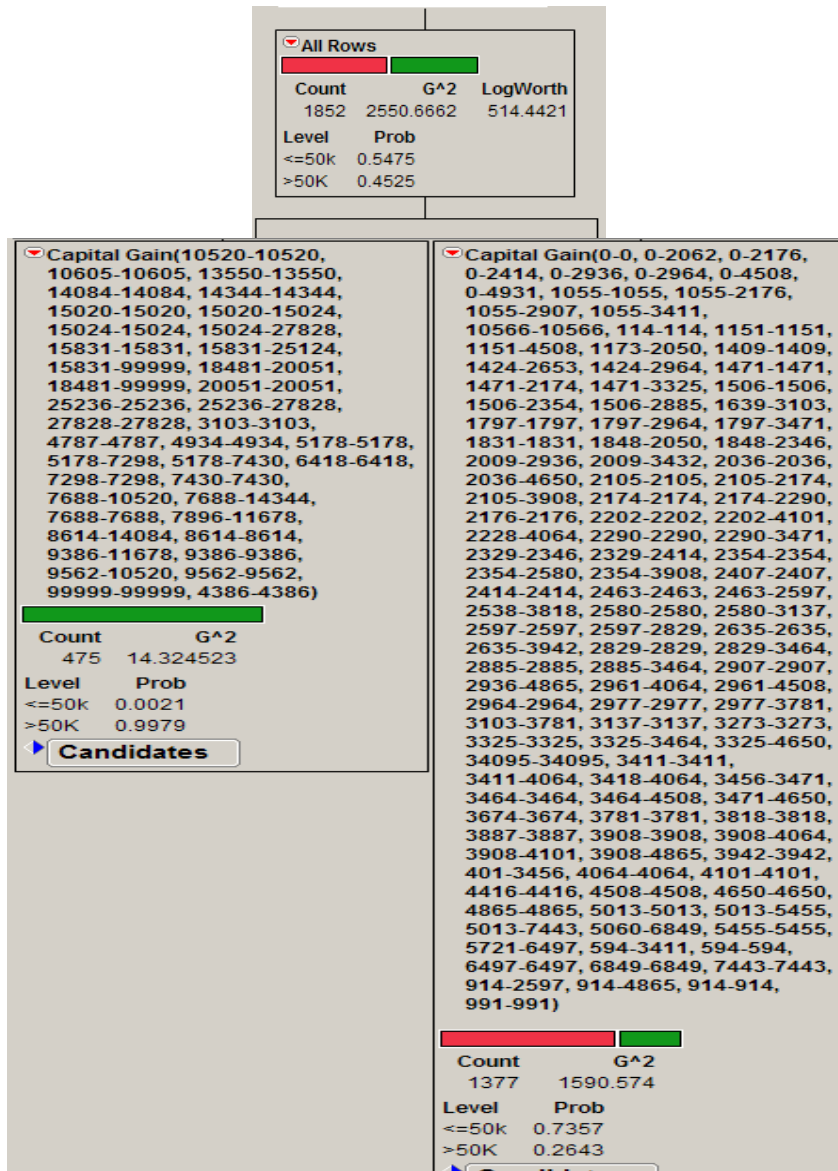 All Rows
Count G^2 LogWorth
1852 2550.6662 514.4421
Level Prob
<=50k 0.5475
>50K 0.4525
Capital Gain(10520-10520,
10605-10605, 13550-13550,
14084-14084, 14344-14344,
15020-15020, 15020-15024,
15024-15024, 15024-27828,
15831-15831, 15831-25124,
15831-99999, 18481-20051,
18481-99999, 20051-20051,
25236-25236, 25236-27828,
27828-27828, 3103-3103,
4787-4787, 4934-4934, 5178-5178,
5178-7298, 5178-7430, 6418-6418,
7298-7298, 7430-7430,
7688-10520, 7688-14344,
7688-7688, 7896-11678,
8614-14084, 8614-8614,
9386-11678, 9386-9386,
9562-10520, 9562-9562,
99999-99999, 4386-4386)
Count G^2
475 14.324523
Level Prob
<=50k 0.0021
>50K 0.9979
Candidates
Capital Gain(0-0, 0-2062, 0-2176,
0-2414, 0-2936, 0-2964, 0-4508,
0-4931, 1055-1055, 1055-2176,
1055-2907, 1055-3411,
10566-10566, 114-114, 1151-1151,
1151-4508, 1173-2050, 1409-1409,
1424-2653, 1424-2964, 1471-1471,
1471-2174, 1471-3325, 1506-1506,
1506-2354, 1506-2885, 1639-3103,
1797-1797, 1797-2964, 1797-3471,
1831-1831, 1848-2050, 1848-2346,
2009-2936, 2009-3432, 2036-2036,
2036-4650, 2105-2105, 2105-2174,
2105-3908, 2174-2174, 2174-2290,
2176-2176, 2202-2202, 2202-4101,
2228-4064, 2290-2290, 2290-3471,
2329-2346, 2329-2414, 2354-2354,
2354-2580, 2354-3908, 2407-2407,
2414-2414, 2463-2463, 2463-2597,
2538-3818, 2580-2580, 2580-3137,
2597-2597, 2597-2829, 2635-2635,
2635-3942, 2829-2829, 2829-3464,
2885-2885, 2885-3464, 2907-2907,
2936-4865, 2961-4064, 2961-4508,
2964-2964, 2977-2977, 2977-3781,
3103-3781, 3137-3137, 3273-3273,
3325-3325, 3325-3464, 3325-4650,
34095-34095, 3411-3411,
3411-4064, 3418-4064, 3456-3471,
3464-3464, 3464-4508, 3471-4650,
3674-3674, 3781-3781, 3818-3818,
3887-3887, 3908-3908, 3908-4064,
3908-4101, 3908-4865, 3942-3942,
401-3456, 4064-4064, 4101-4101,
4416-4416, 4508-4508, 4650-4650,
4865-4865, 5013-5013, 5013-5455,
5013-7443, 5060-6849, 5455-5455,
5721-6497, 594-3411, 594-594,
6497-6497, 6849-6849, 7443-7443,
914-2597, 914-4865, 914-914,
991-991)
Count G^2
1377 1590.574
Level Prob
<=50k 0.7357
>50K 0.2643